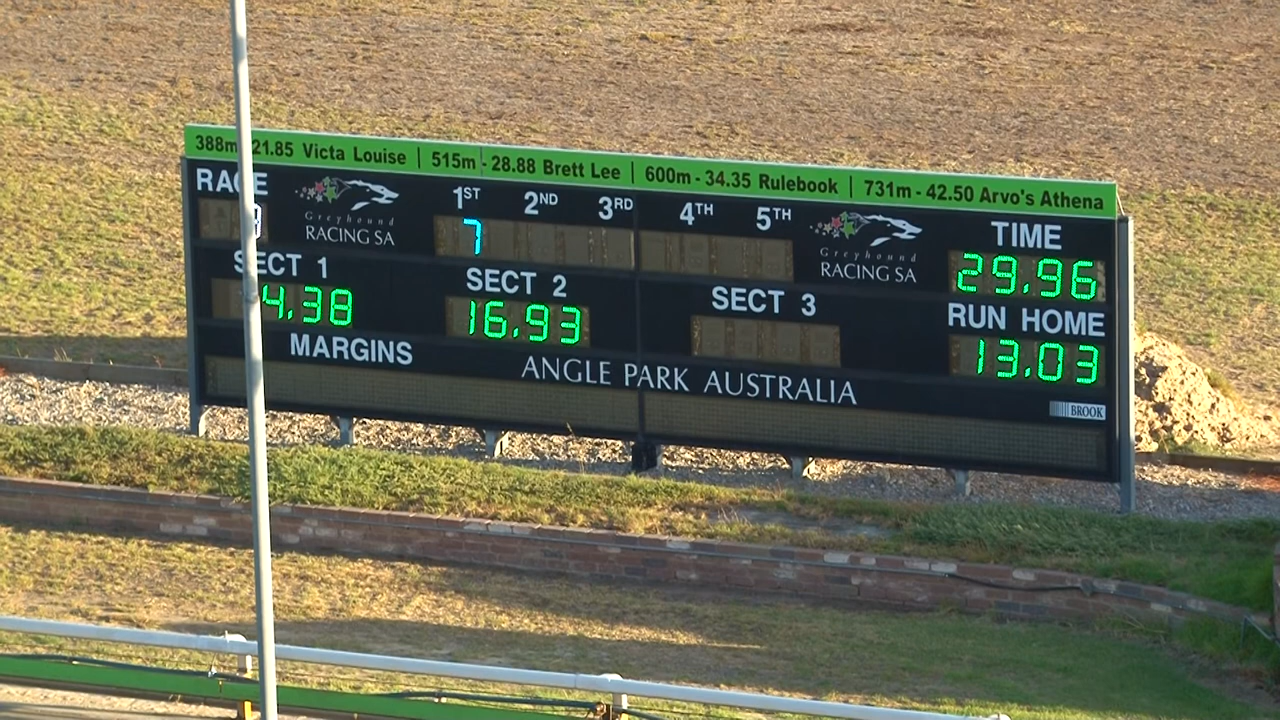 388m 21.85 Victa Louise | 515m - 28.88 Brett Lee | 600m - 34.35 Rulebook | 731m - 42.50 Arvo's Athena
RACE
Greyhound
RACING SA
1ST 2ND 3RD 4TH 5TH
7
Greyhound
RACING SA
TIME
29.96
SECT 1
4.38
SECT 2
16.93
SECT 3
RUN HOME
13.03
MARGINS
ANGLE PARK AUSTRALIA
BROOK